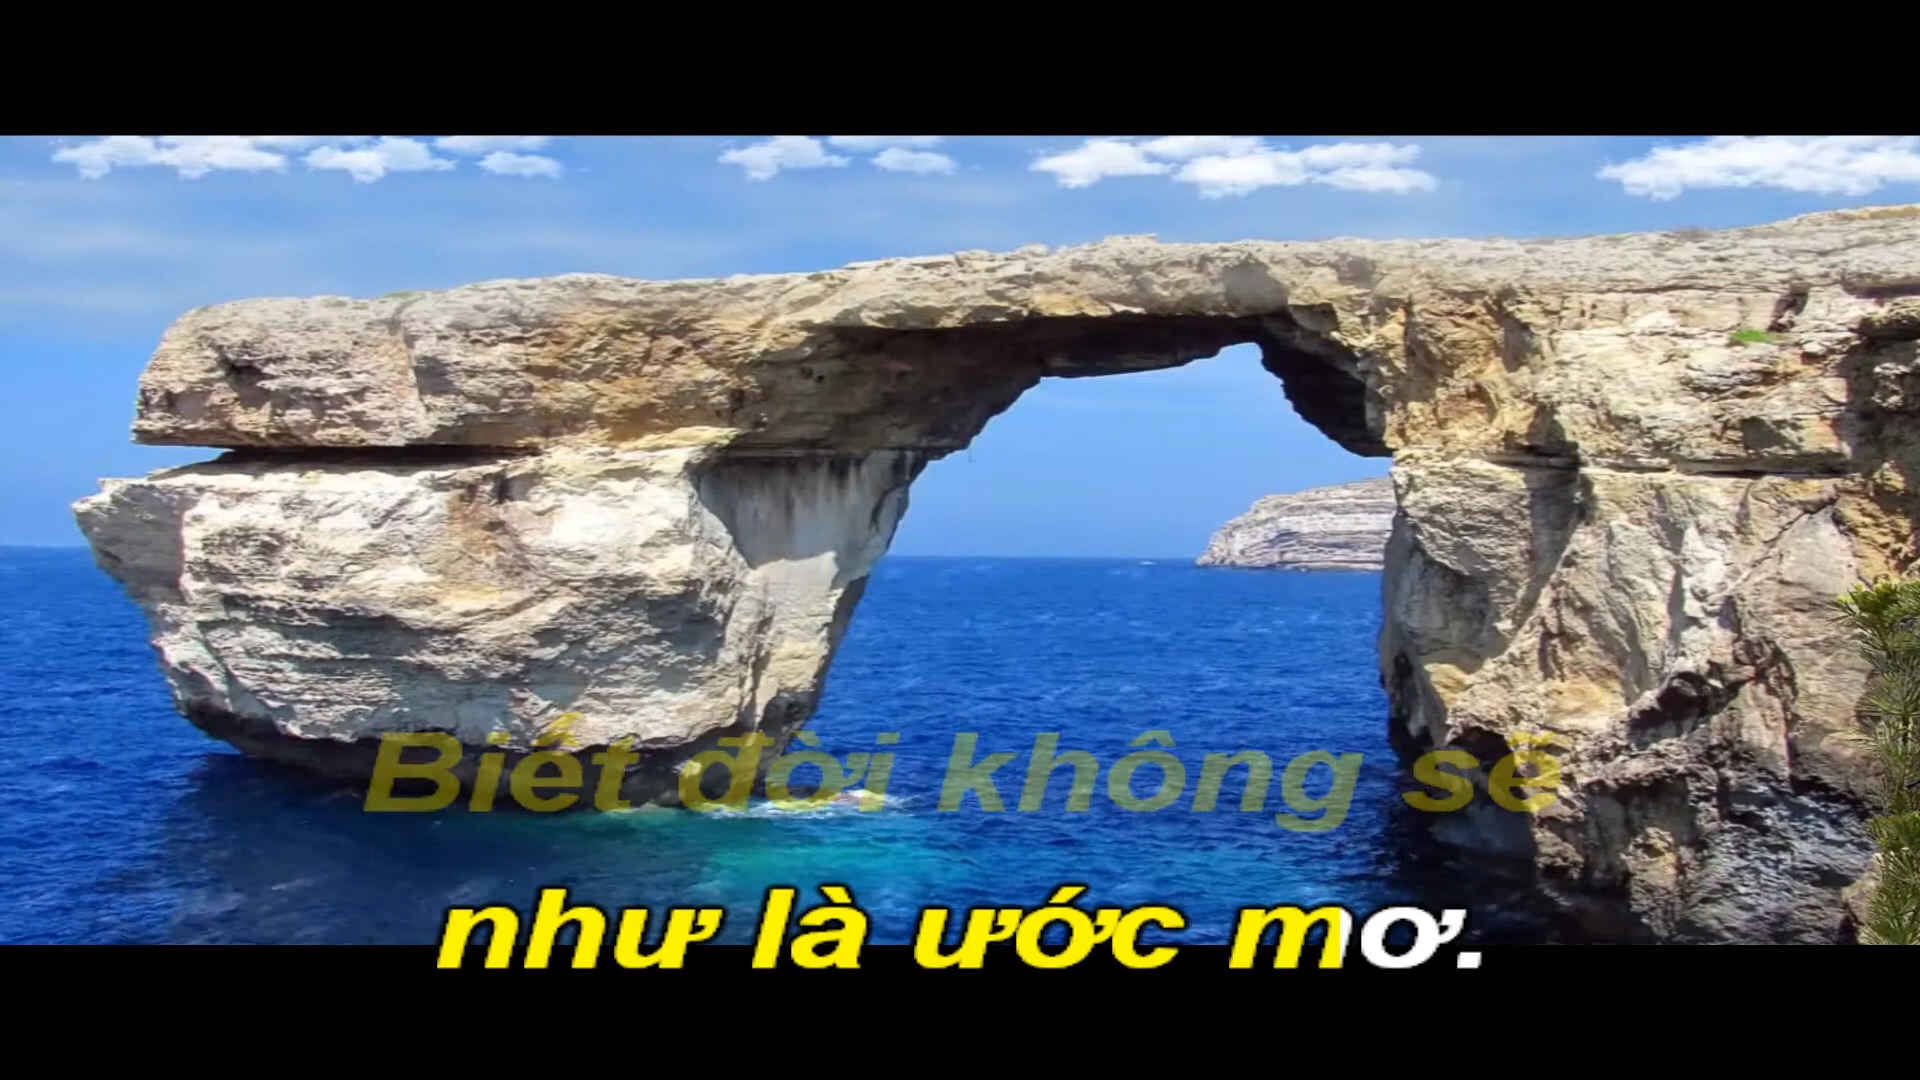 Biết đời không sẽ
như là ước mơ.